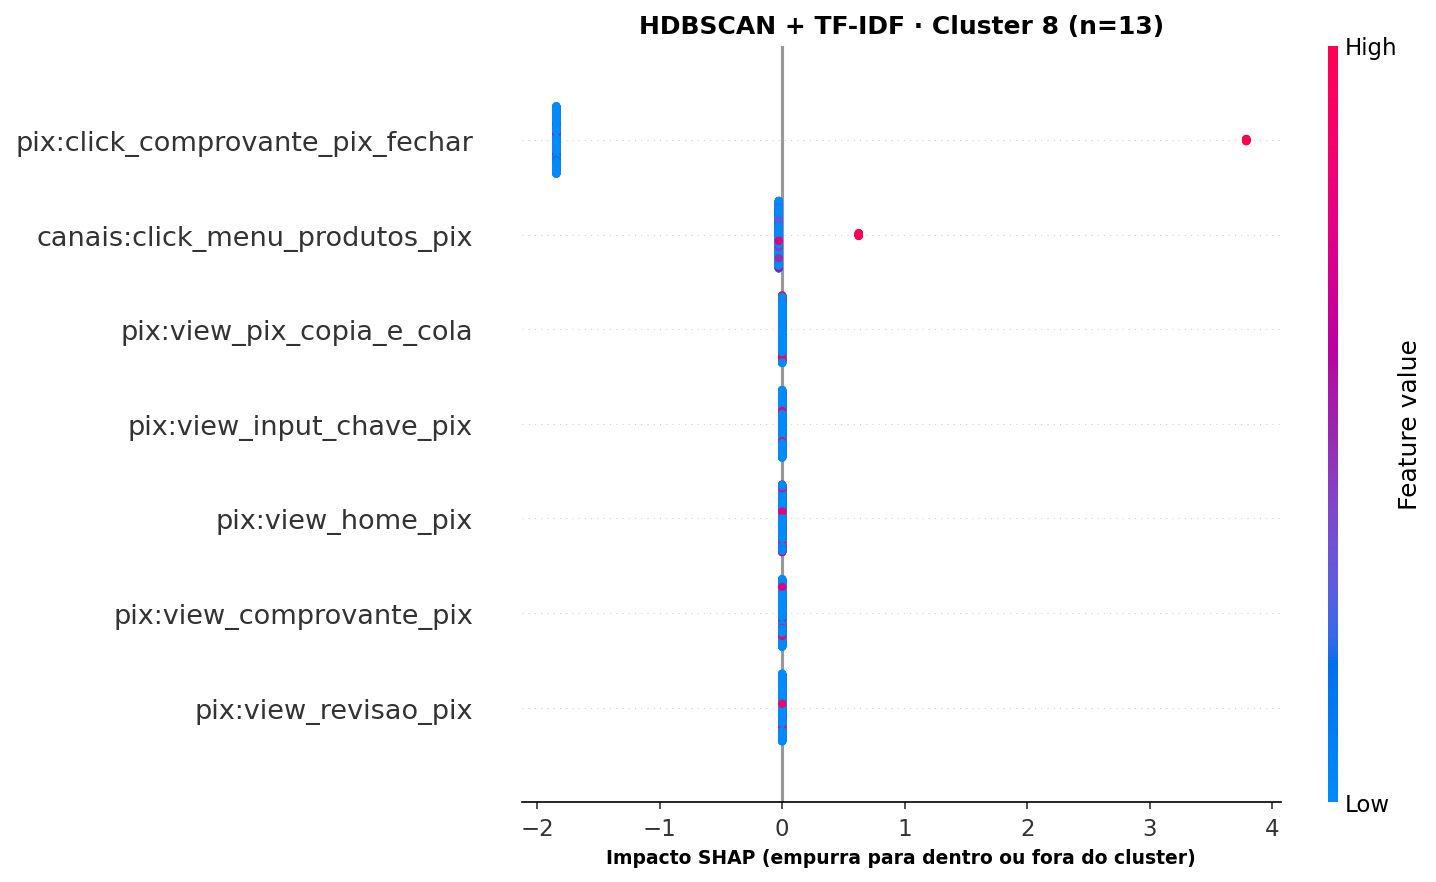 HDBSCAN + TF-IDF · Cluster 8 (n=13)
High
pix:click_comprovante_pix_fechar
canais:click_menu_produtos_pix
pix:view_pix_copia_e_cola
pix:view_input_chave_pix
pix:view_home_pix
pix:view_comprovante_pix
pix:view_revisao_pix
Feature value
Low
−2 −1 0 1 2 3 4
Impacto SHAP (empurra para dentro ou fora do cluster)